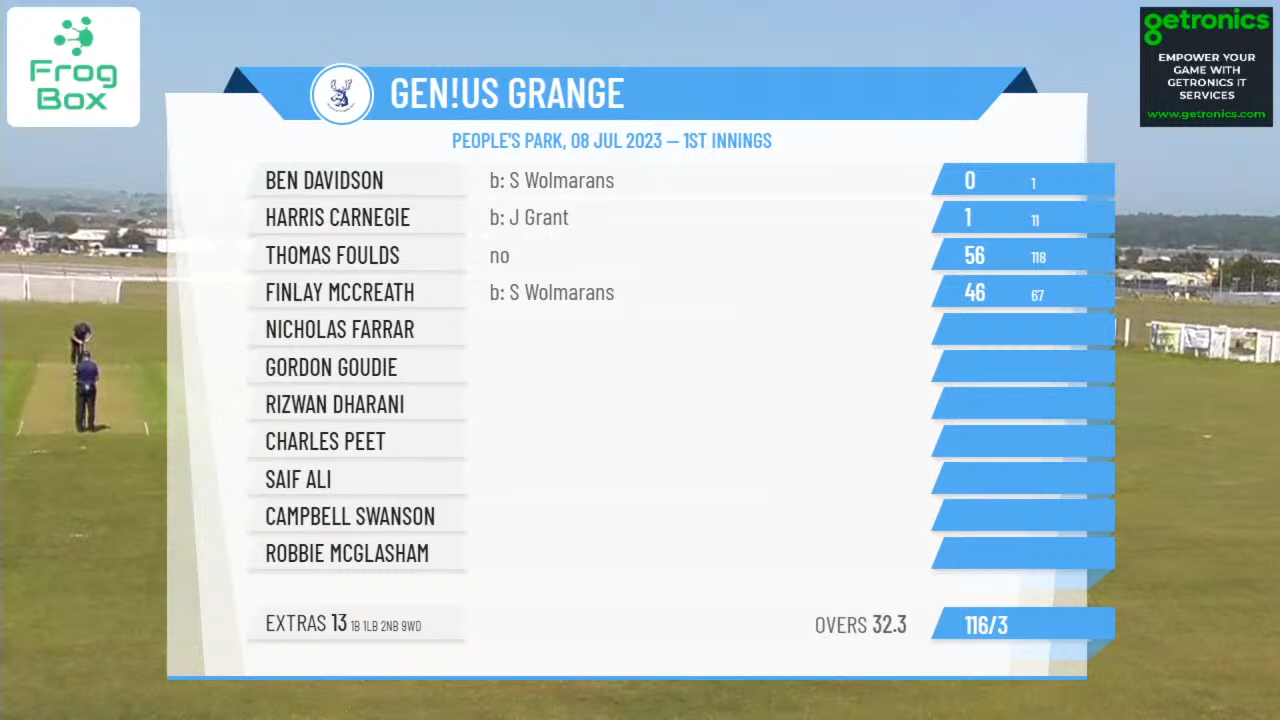 Frog
Box
getronics
EMPOWER YOUR
GAME WITH
GETRONICS IT
SERVICES
www.getronics.com
GEN!US GRANGE
PEOPLE'S PARK, 08 JUL 2023 – 1ST INNINGS
BEN DAVIDSON b: S Wolmarans 0 1
HARRIS CARNEGIE b: J Grant 1 11
THOMAS FOULDS no 56 118
FINLAY MCCREATH b: S Wolmarans 46 67
NICHOLAS FARRAR
GORDON GOUDIE
RIZWAN DHARANI
CHARLES PEET
SAIF ALI
CAMPBELL SWANSON
ROBBIE MCGLASHAM
EXTRAS 13 1B 1LB 2NB 9WD OVERS 32.3 116/3